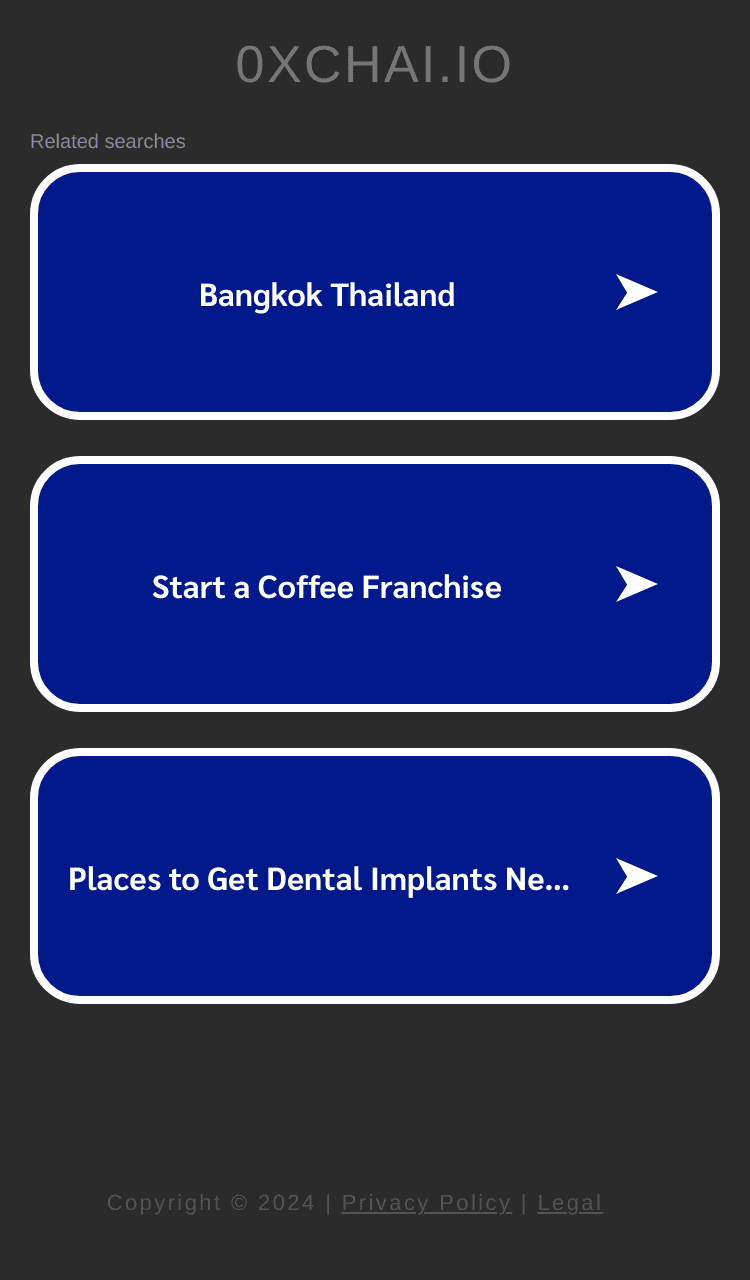 0XCHAI.IO
Related searches
Bangkok Thailand
Start a Coffee Franchise
Places to Get Dental Implants Ne...
Copyright © 2024 | Privacy Policy | Legal